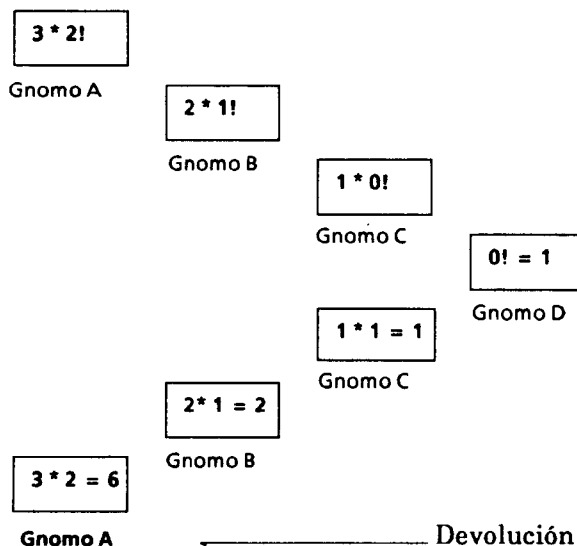 3 * 2!
Gnomo A
2 * 1!
Gnomo B
1 * 0!
Gnomo C
0! = 1
Gnomo D
1 * 1 = 1
Gnomo C
2* 1 = 2
Gnomo B
3 * 2 = 6
Gnomo A
Devolución